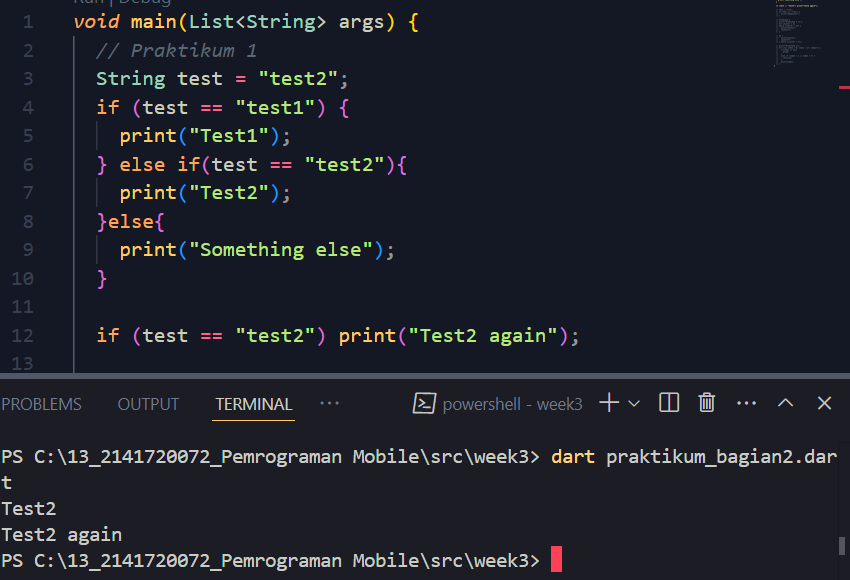 Run | Debug
1 void main(List<String> args) {
2 // Praktikum 1
3 String test = "test2";
4 if (test == "test1") {
5 print("Test1");
6 } else if(test == "test2"){
7 print("Test2");
8 }else{
9 print("Something else");
10 }
11
12 if (test == "test2") print("Test2 again");
13
PROBLEMS OUTPUT TERMINAL ··· powershell - week3
PS C:\13_2141720072_Pemrograman Mobile\src\week3> dart praktikum_bagian2.dar
t
Test2
Test2 again
PS C:\13_2141720072_Pemrograman Mobile\src\week3>